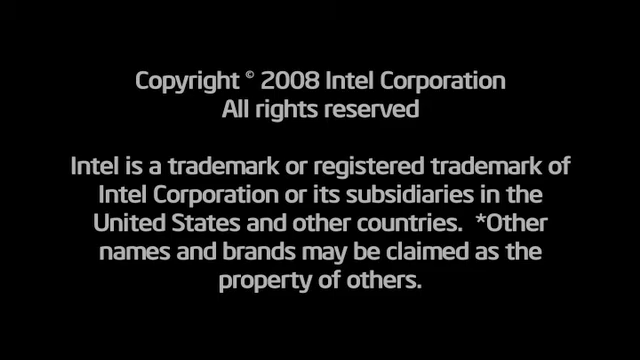 Copyright © 2008 Intel Corporation
All rights reserved
Intel is a trademark or registered trademark of
Intel Corporation or its subsidiaries in the
United States and other countries.  *Other
names and brands may be claimed as the
property of others.